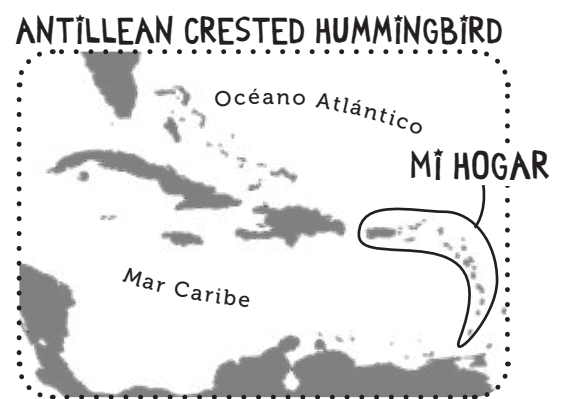 ANTiLLEAN CRESTED HUMMiNGBiRD
Océano Atlántico
Mi HOGAR
Mar Caribe